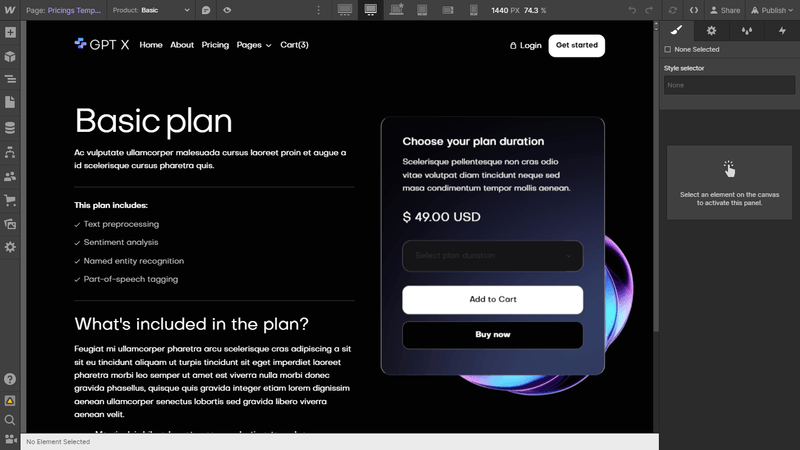 Page: Pricings Temp...
Product: Basic
1440 PX 74.3 %
Share
Publish
None Selected
Style selector
None
Select an element on the canvas
to activate this panel.
GPT X
Home
About
Pricing
Pages
Cart(3)
Login
Get started
Basic plan
Ac vulputate ullamcorper malesuada cursus laoreet proin et augue a
id scelerisque cursus pharetra quis.
This plan includes:
Text preprocessing
Sentiment analysis
Named entity recognition
Part-of-speech tagging
What's included in the plan?
Feugiat mi ullamcorper pharetra arcu scelerisque cras adipiscing a sit
sit eu tincidunt aliquam ut turpis tincidunt sit eget imperdiet laoreet
pharetra morbi leo semper ut amet est viverra nulla morbi donec
gravida phasellus, quisque quis gravida integer etiam lorem dignissim
aenean ullamcorper senectus lobortis sed gravida libero viverra
aenean velit.
Choose your plan duration
Scelerisque pellentesque non cras odio
vitae volutpat diam tincidunt neque sed
masa condimentum tempor mollis aenean.
$ 49.00 USD
Select plan duration
Add to Cart
Buy now
No Element Selected